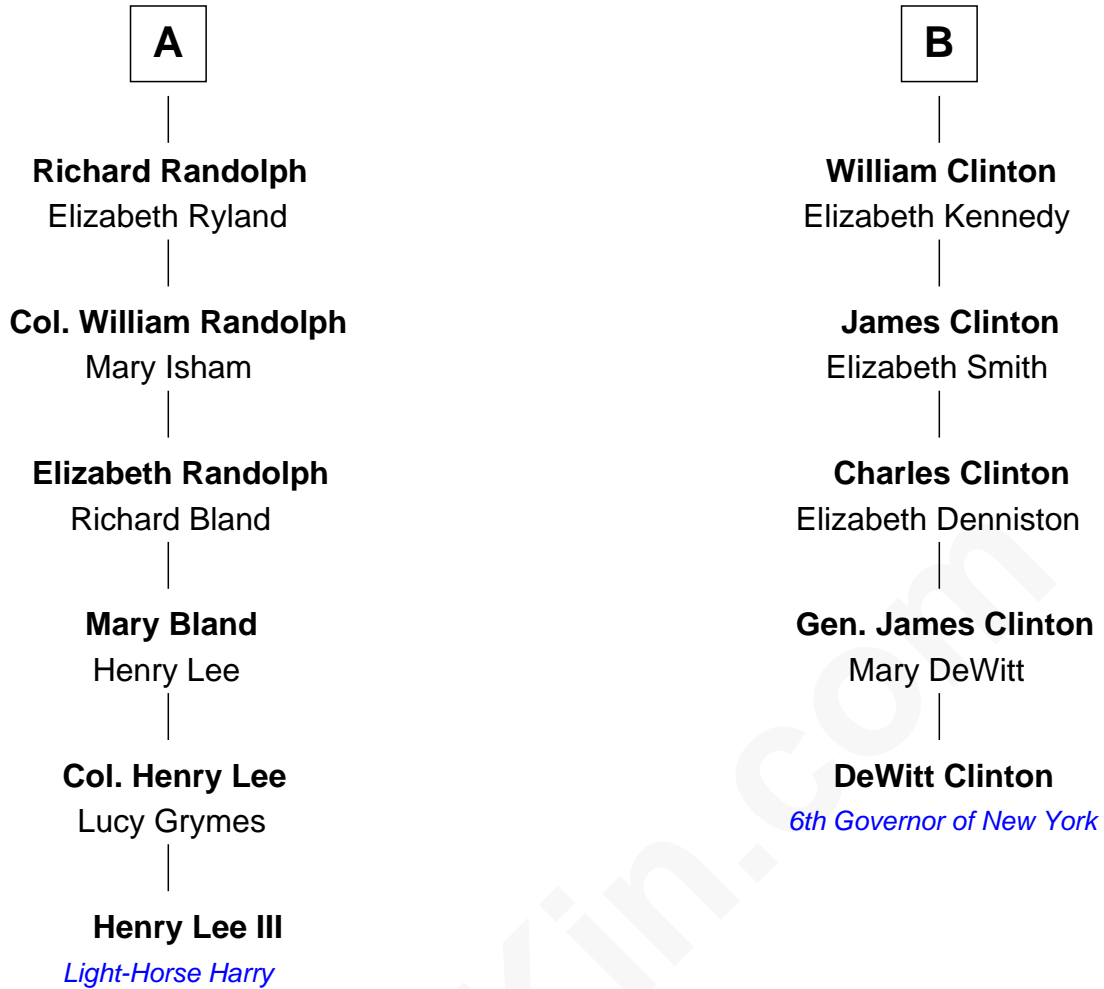 A
Richard Randolph
Elizabeth Ryland
Col. William Randolph
Mary Isham
Elizabeth Randolph
Richard Bland
Mary Bland
Henry Lee
Col. Henry Lee
Lucy Grymes
Henry Lee III
Light-Horse Harry
B
William Clinton
Elizabeth Kennedy
James Clinton
Elizabeth Smith
Charles Clinton
Elizabeth Denniston
Gen. James Clinton
Mary DeWitt
DeWitt Clinton
6th Governor of New York
Kin.com